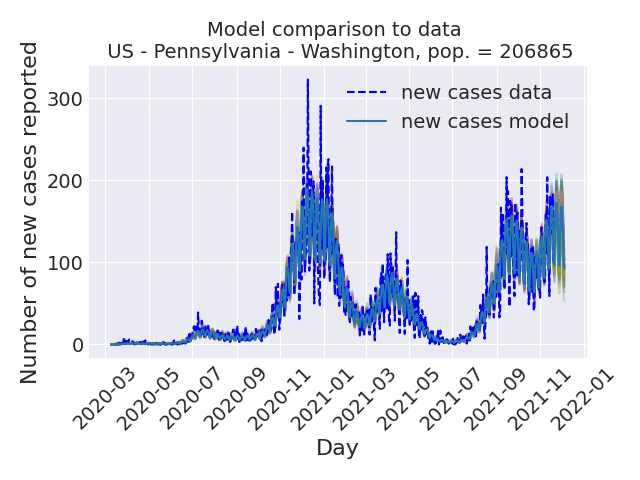 Model comparison to data
US - Pennsylvania - Washington, pop. = 206865
Number of new cases reported
300
200
100
0
new cases data
new cases model
2020-03
2020-05
2020-07
2020-09
2020-11
2021-01
2021-03
2021-05
2021-07
2021-09
2021-11
2022-01
Day